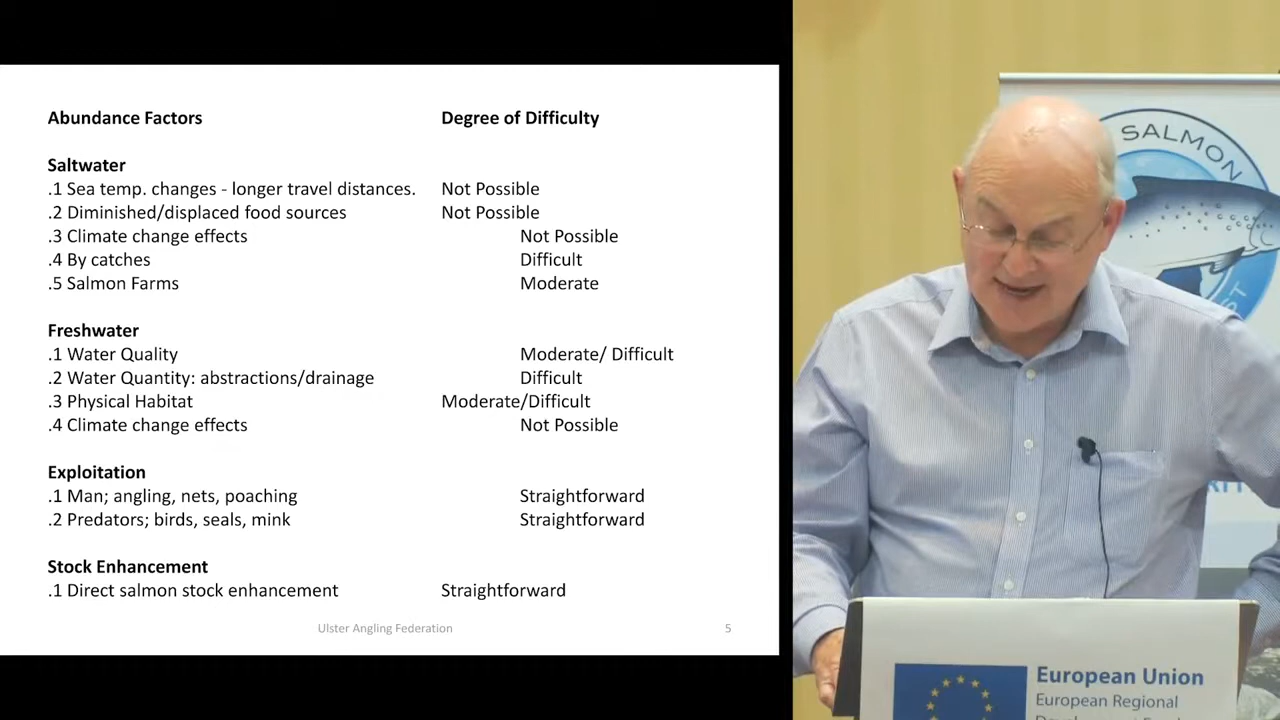 Abundance Factors Degree of Difficulty
Saltwater
.1 Sea temp. changes - longer travel distances. Not Possible
.2 Diminished/displaced food sources Not Possible
.3 Climate change effects Not Possible
.4 By catches Difficult
.5 Salmon Farms Moderate
Freshwater
.1 Water Quality Moderate/ Difficult
.2 Water Quantity: abstractions/drainage Difficult
.3 Physical Habitat Moderate/Difficult
.4 Climate change effects Not Possible
Exploitation
.1 Man; angling, nets, poaching Straightforward
.2 Predators; birds, seals, mink Straightforward
Stock Enhancement
.1 Direct salmon stock enhancement Straightforward
Ulster Angling Federation 5
SALMON
European Union
European Regional